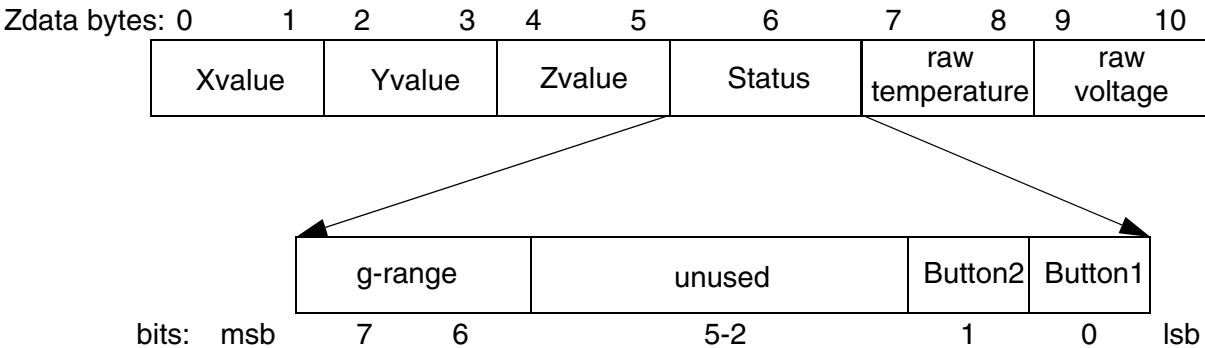 Zdata bytes: 0 1 2 3 4 5 6 7 8 9 10
Xvalue Yvalue Zvalue Status raw temperature raw voltage
g-range unused Button2 Button1
bits: msb 7 6 5-2 1 0 lsb